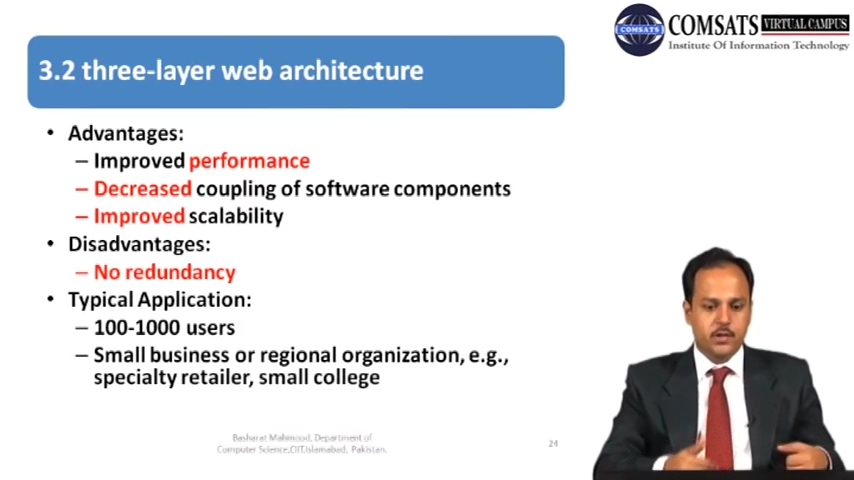 COMSATS VIRTUAL CAMPUS
Institute Of Information Technology
COMSATS
3.2 three-layer web architecture
• Advantages:
– Improved performance
– Decreased coupling of software components
– Improved scalability
• Disadvantages:
– No redundancy
• Typical Application:
– 100-1000 users
– Small business or regional organization, e.g.,
specialty retailer, small college
Basharat Mahmood, Department of
Computer Science,CIIT,Islamabad, Pakistan.
24